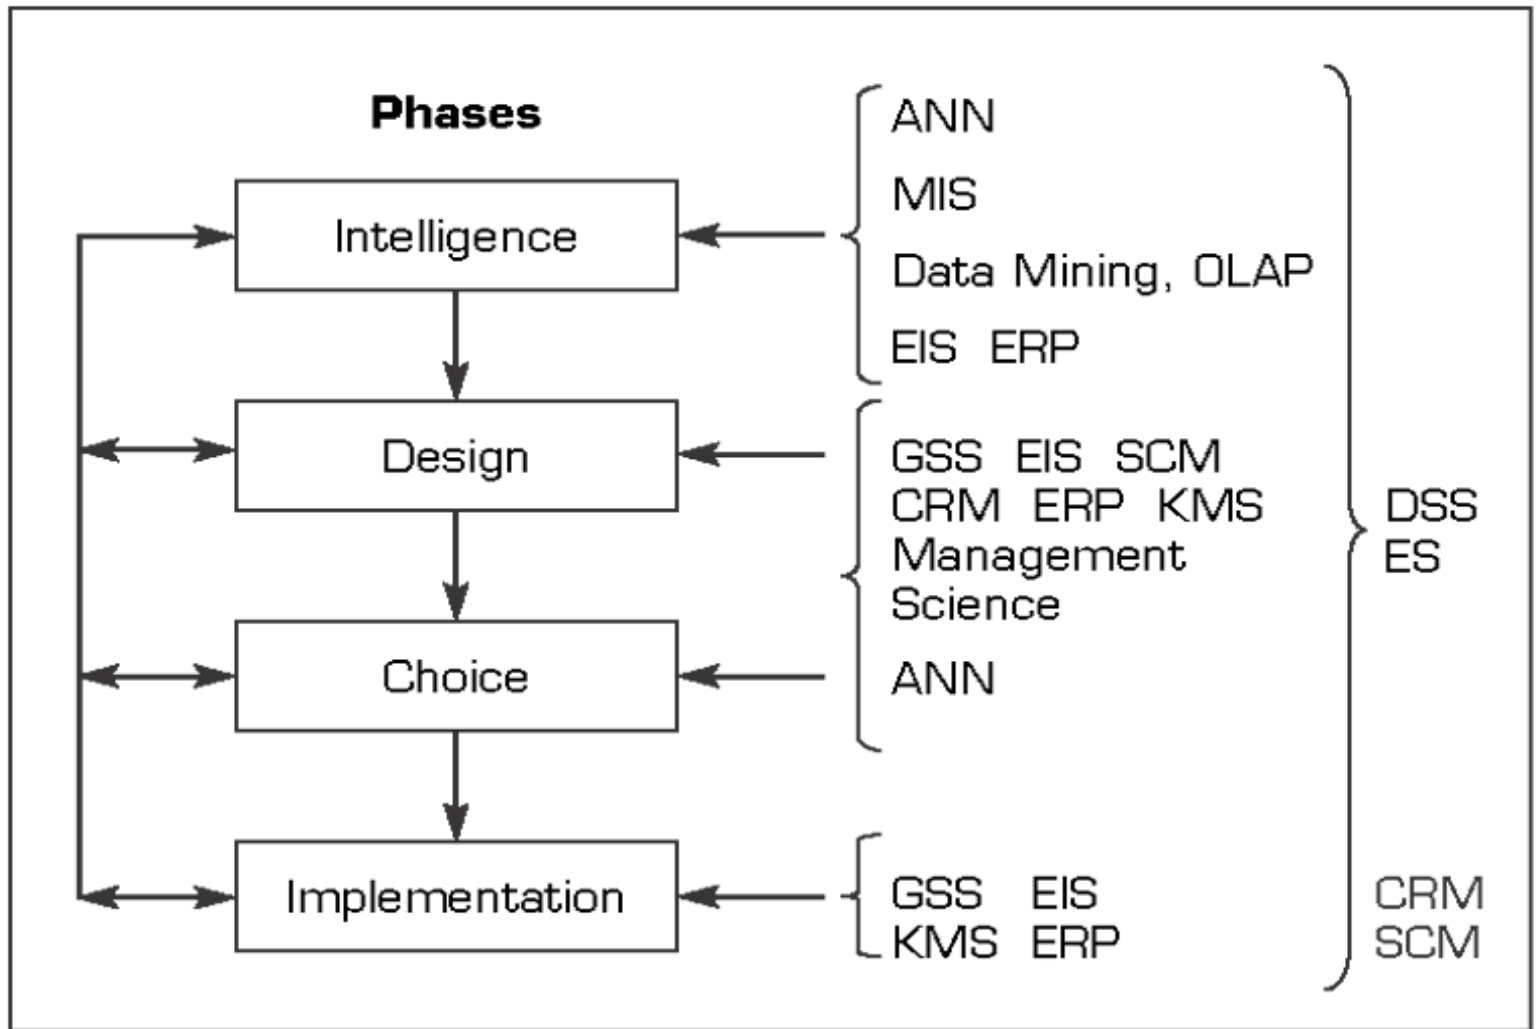 Phases
Intelligence
Design
Choice
Implementation
ANN
MIS
Data Mining, OLAP
EIS ERP
GSS EIS SCM
CRM ERP KMS
Management
Science
ANN
GSS EIS
KMS ERP
DSS
ES
CRM
SCM